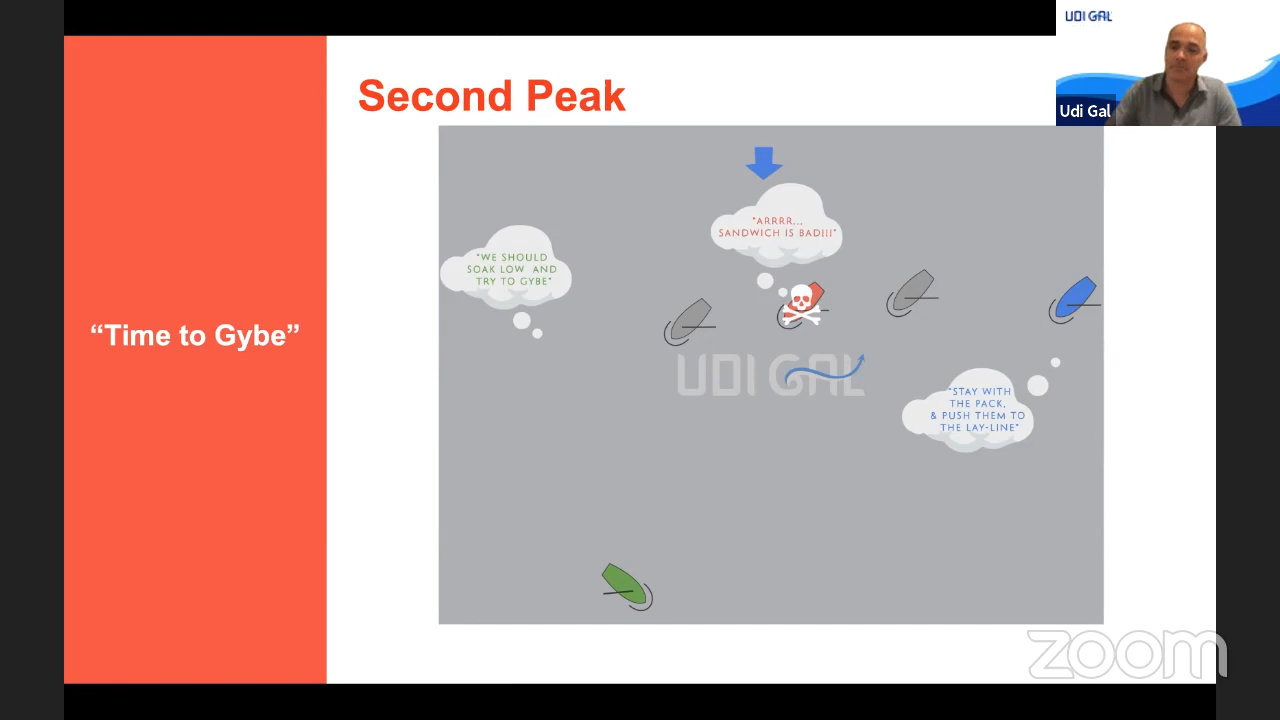 UDI GAL
Udi Gal
Second Peak
“Time to Gybe”
"ARRRR...
SANDWICH IS BAD!!!"
"WE SHOULD
SOAK LOW AND
TRY TO GYBE"
UDI GAL
"STAY WITH
THE PACK,
& PUSH THEM TO
THE LAY-LINE"
zoom